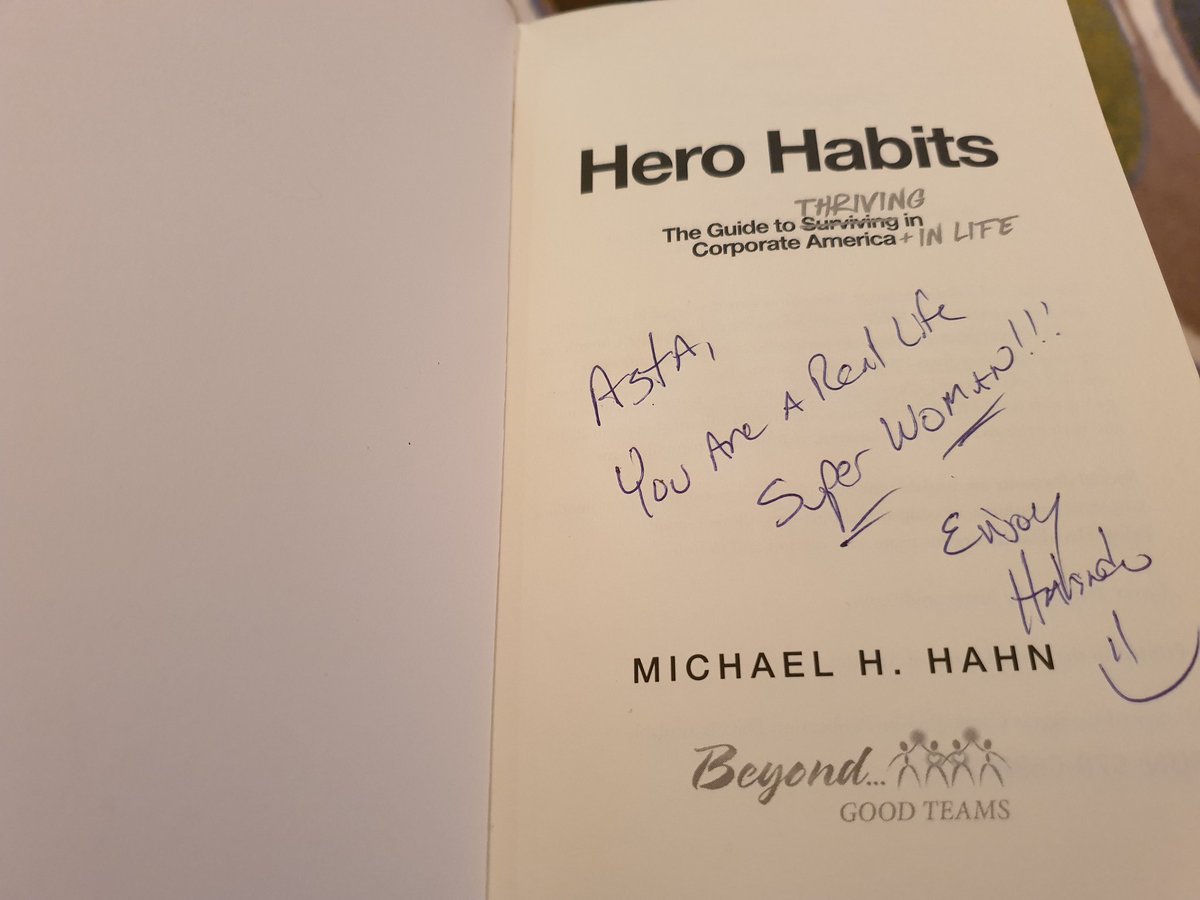 Hero Habits
THRIVING
The Guide to Surviving in
Corporate America + IN LIFE
Asta,
You Are A Real Life
Super Woman!!!
Enjoy
MICHAEL H. HAHN
Beyond...
GOOD TEAMS